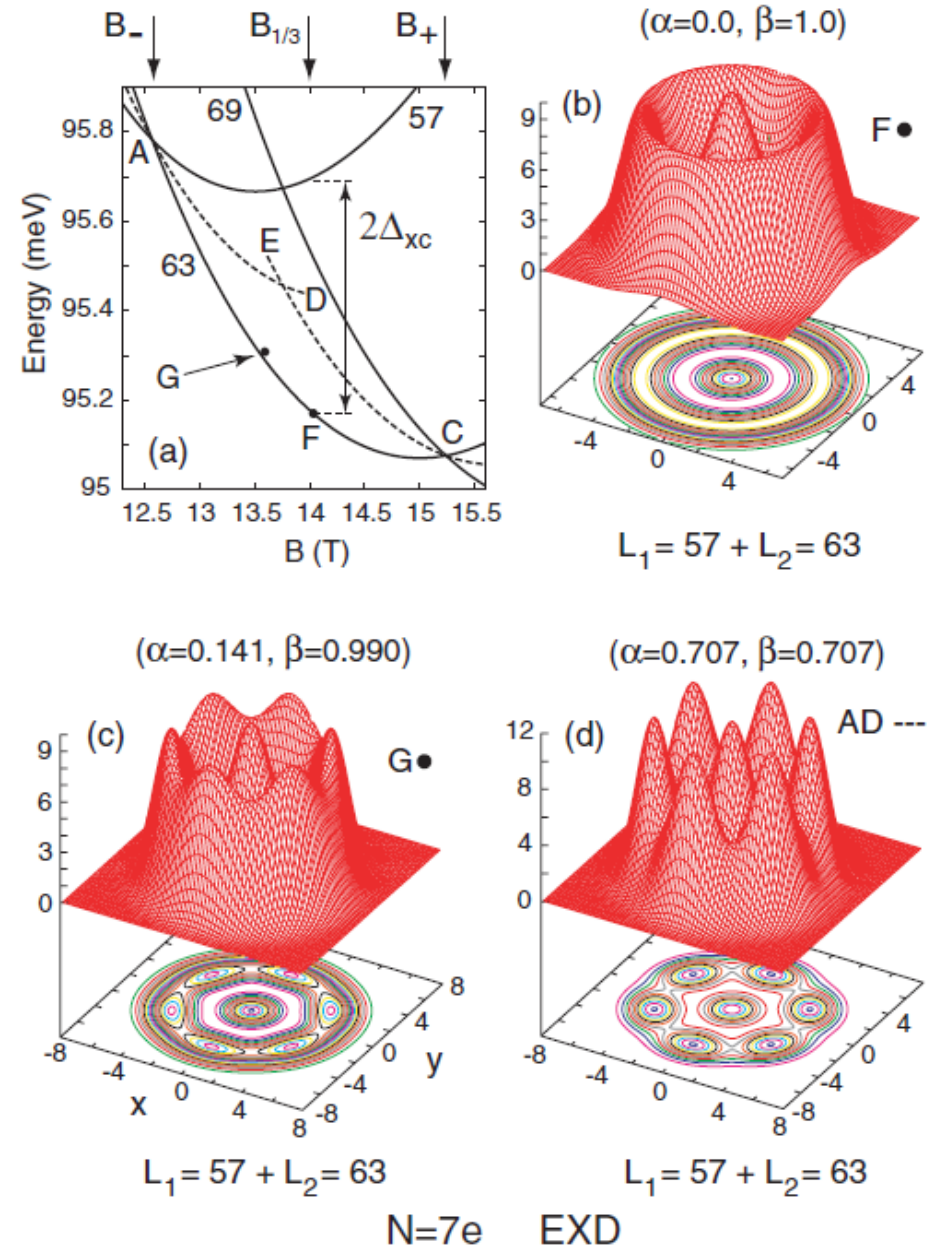 B₋ B₁/₃ B₊
69 57
95.8
A
95.6
2Δxc
E
63
95.4
D
G
95.2
F
C
(a)
95
12.5 13 13.5 14 14.5 15 15.5
B (T)
Energy (meV)
(α=0.0, β=1.0)
(b)
F●
9
6
3
0
-4 0 4
-4 0 4
L₁= 57 + L₂= 63
(α=0.141, β=0.990)
(c)
G●
9
6
3
0
-8 -4 0 4 8
x
-8 -4 0 4 8
y
L₁= 57 + L₂= 63
(α=0.707, β=0.707)
(d)
AD ---
12
8
4
0
-8 -4 0 4 8
-8 -4 0 4
L₁= 57 + L₂= 63
N=7e EXD